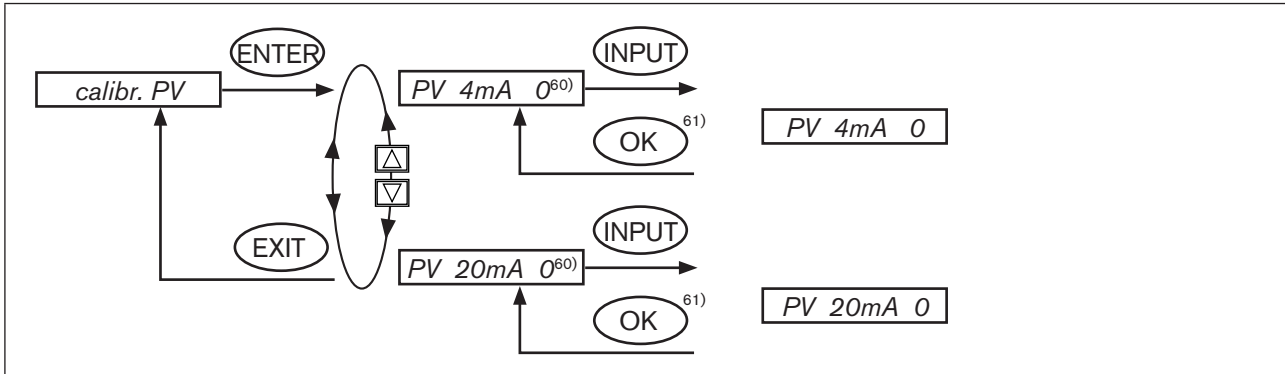 ENTER
calibr. PV
EXIT
PV 4mA 0⁶⁰⁾
INPUT
OK ⁶¹⁾
PV 4mA 0
PV 20mA 0⁶⁰⁾
INPUT
OK ⁶¹⁾
PV 20mA 0